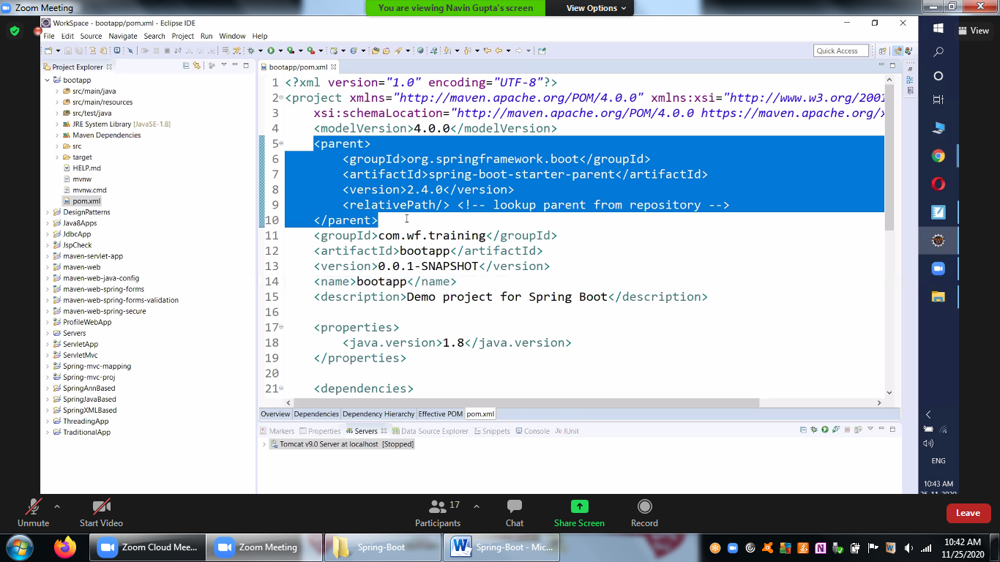 Zoom Meeting
You are viewing Navin Gupta's screen
View Options
WorkSpace - bootapp/pom.xml - Eclipse IDE
View
File Edit Source Navigate Search Project Run Window Help
Quick Access
Project Explorer
bootapp
src/main/java
src/main/resources
src/test/java
JRE System Library [JavaSE-1.8]
Maven Dependencies
src
target
HELP.md
mvnw
mvnw.cmd
pom.xml
DesignPatterns
Java8Apps
JdbcApp
JspCheck
maven-servlet-app
maven-web
maven-web-java-config
maven-web-spring-forms
maven-web-spring-forms-validation
maven-web-spring-secure
ProfileWebApp
Servers
ServletApp
ServletMvc
Spring-mvc-mapping
Spring-mvc-proj
SpringAnnBased
SpringJavaBased
SpringXMLBased
ThreadingApp
TraditionalApp
bootapp/pom.xml
1 <?xml version="1.0" encoding="UTF-8"?>
2 <project xmlns="http://maven.apache.org/POM/4.0.0" xmlns:xsi="http://www.w3.org/2001
3 xsi:schemaLocation="http://maven.apache.org/POM/4.0.0 https://maven.apache.org/x
4 <modelVersion>4.0.0</modelVersion>
5 <parent>
6 <groupId>org.springframework.boot</groupId>
7 <artifactId>spring-boot-starter-parent</artifactId>
8 <version>2.4.0</version>
9 <relativePath/> <!-- lookup parent from repository -->
10 </parent>
11 <groupId>com.wf.training</groupId>
12 <artifactId>bootapp</artifactId>
13 <version>0.0.1-SNAPSHOT</version>
14 <name>bootapp</name>
15 <description>Demo project for Spring Boot</description>
16
17 <properties>
18 <java.version>1.8</java.version>
19 </properties>
20
21 <dependencies>
Overview Dependencies Dependency Hierarchy Effective POM pom.xml
Markers Properties Servers Data Source Explorer Snippets Console JUnit
Tomcat v9.0 Server at localhost [Stopped]
ENG
10:43 AM
25-11-2020
Unmute
Start Video
17
Participants
Chat
Share Screen
Record
Leave
Zoom Cloud Mee...
Zoom Meeting
Spring-Boot
Spring-Boot - Mic...
10:42 AM
11/25/2020